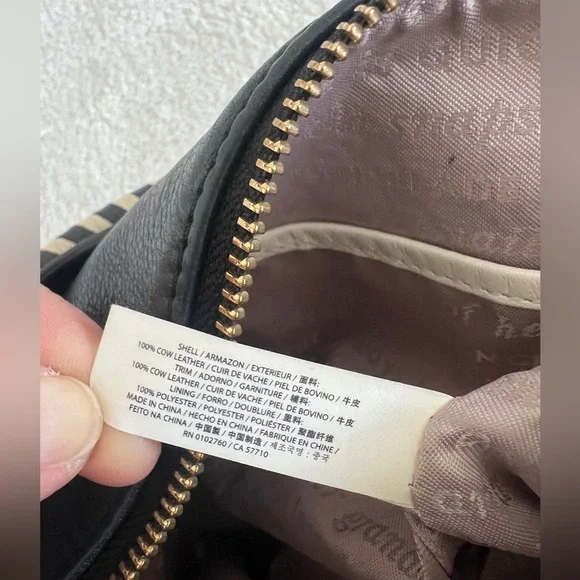 SHELL / ARMAZON / EXTERIEUR / 面料:
100% COW LEATHER / CUIR DE VACHE / PIEL DE BOVINO / 牛皮
TRIM / ADORNO / GARNITURE / 辅料:
100% COW LEATHER / CUIR DE VACHE / PIEL DE BOVINO / 牛皮
LINING / FORRO / DOUBLURE / 里料:
100% POLYESTER / POLYESTER / POLIÉSTER / 聚酯纤维
MADE IN CHINA / HECHO EN CHINA / FABRIQUE EN CHINE /
FEITO NA CHINA / 中国製 / 中国制造 / 제조국명 : 중국
RN 0102760 / CA 57710